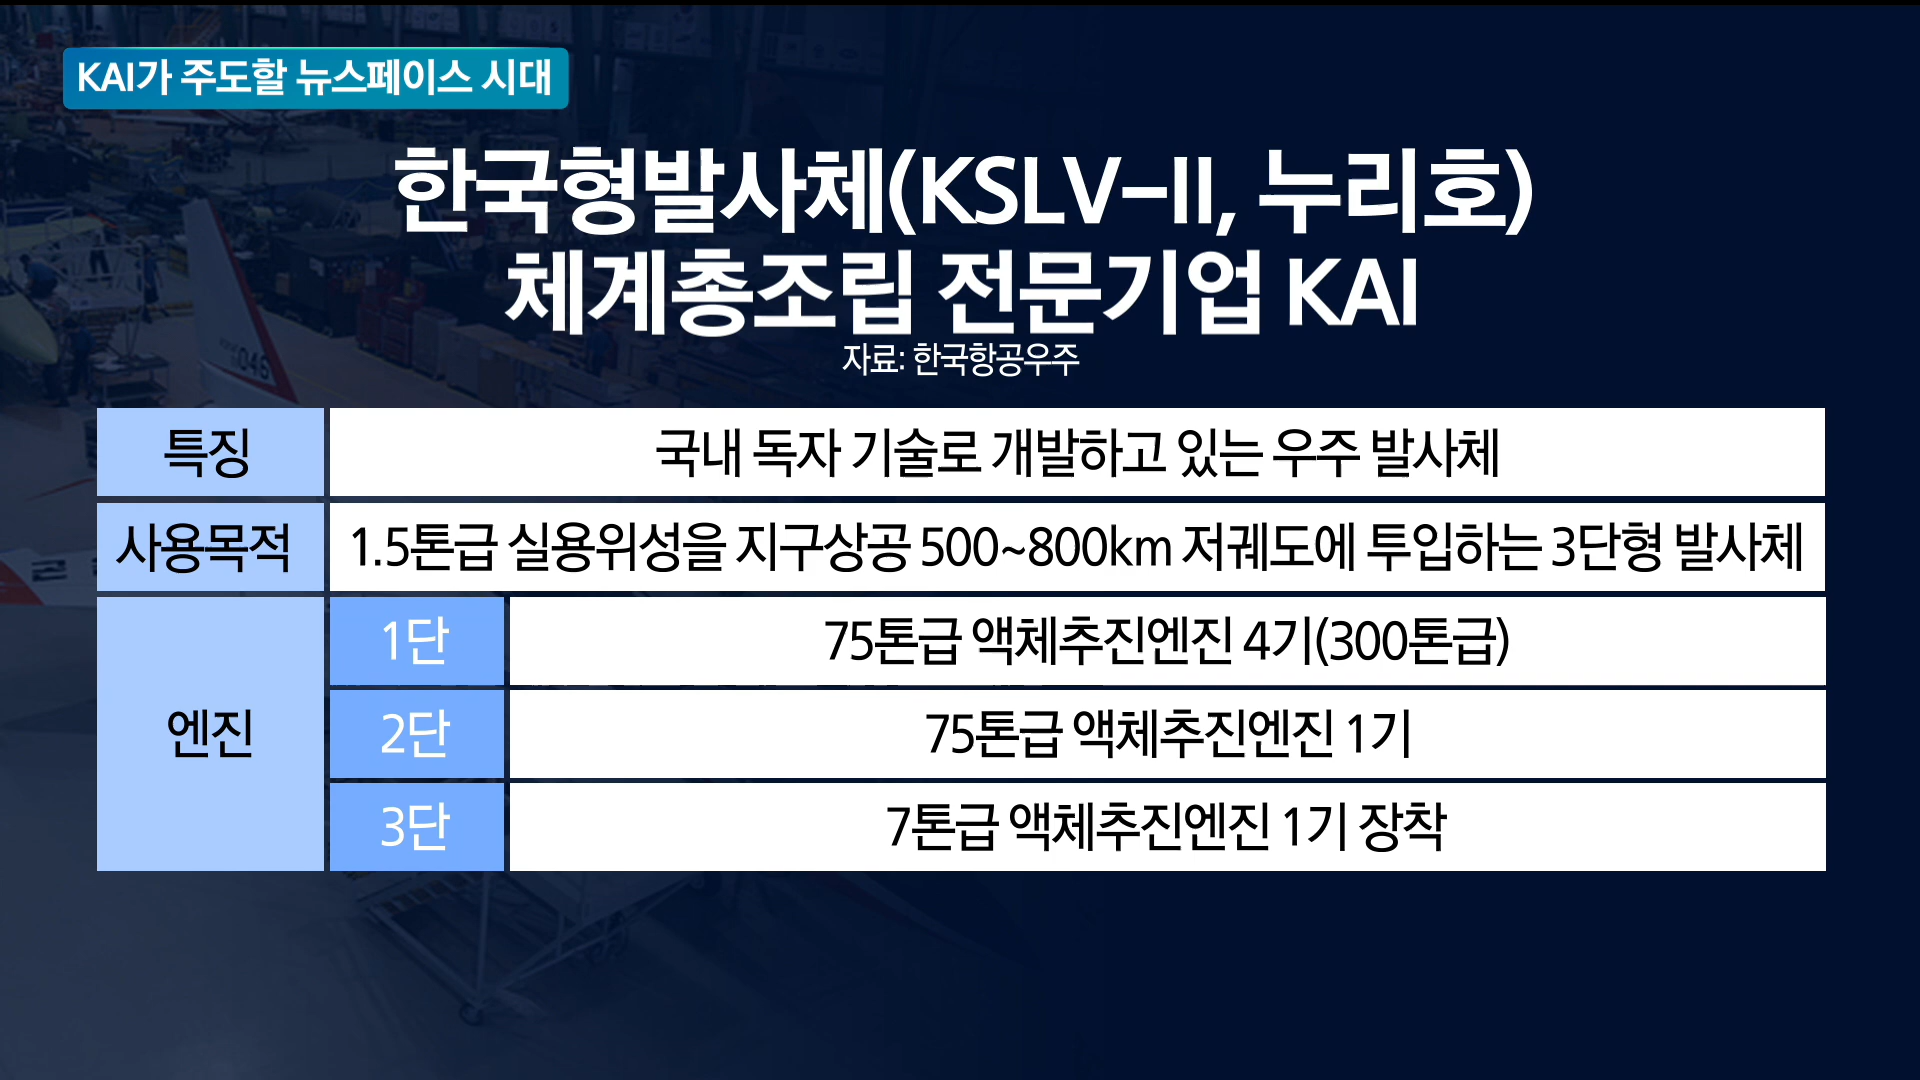 KAI가 주도할 뉴스페이스 시대
한국형발사체(KSLV-II, 누리호)
체계총조립 전문기업 KAI
자료: 한국항공우주
특징
국내 독자 기술로 개발하고 있는 우주 발사체
사용목적
1.5톤급 실용위성을 지구상공 500~800km 저궤도에 투입하는 3단형 발사체
엔진
1단
75톤급 액체추진엔진 4기(300톤급)
2단
75톤급 액체추진엔진 1기
3단
7톤급 액체추진엔진 1기 장착
046